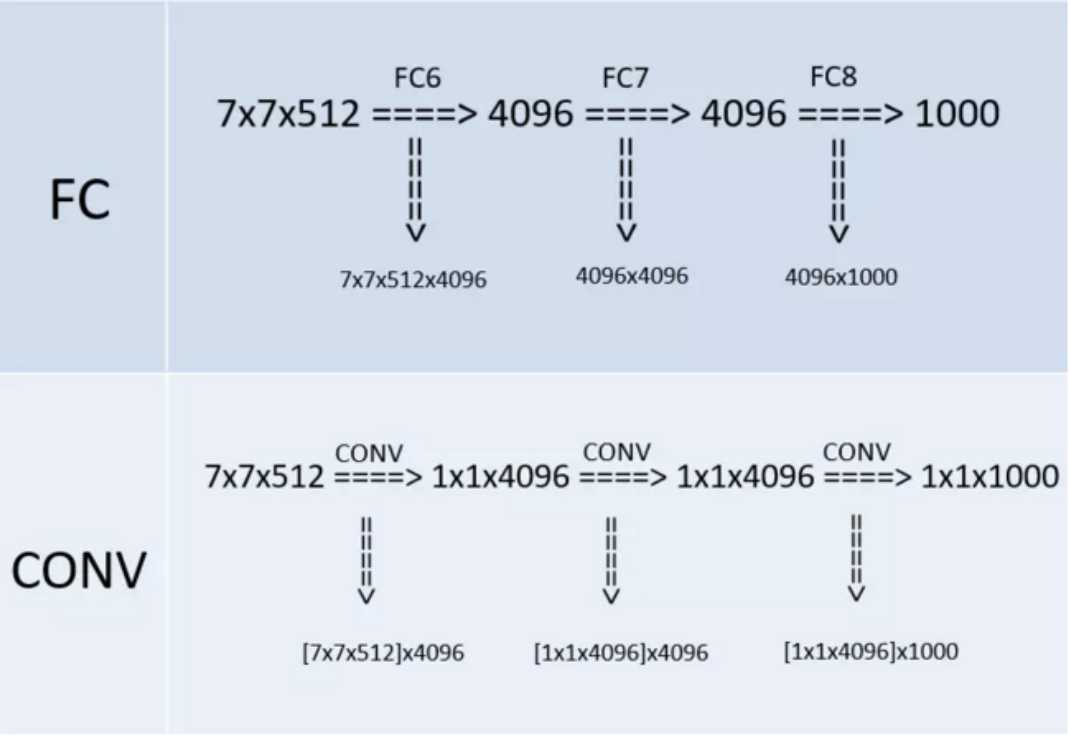 FC
FC6 FC7 FC8
7x7x512 ====> 4096 ====> 4096 ====> 1000
7x7x512x4096 4096x4096 4096x1000
CONV
CONV CONV CONV
7x7x512 ====> 1x1x4096 ====> 1x1x4096 ====> 1x1x1000
[7x7x512]x4096 [1x1x4096]x4096 [1x1x4096]x1000